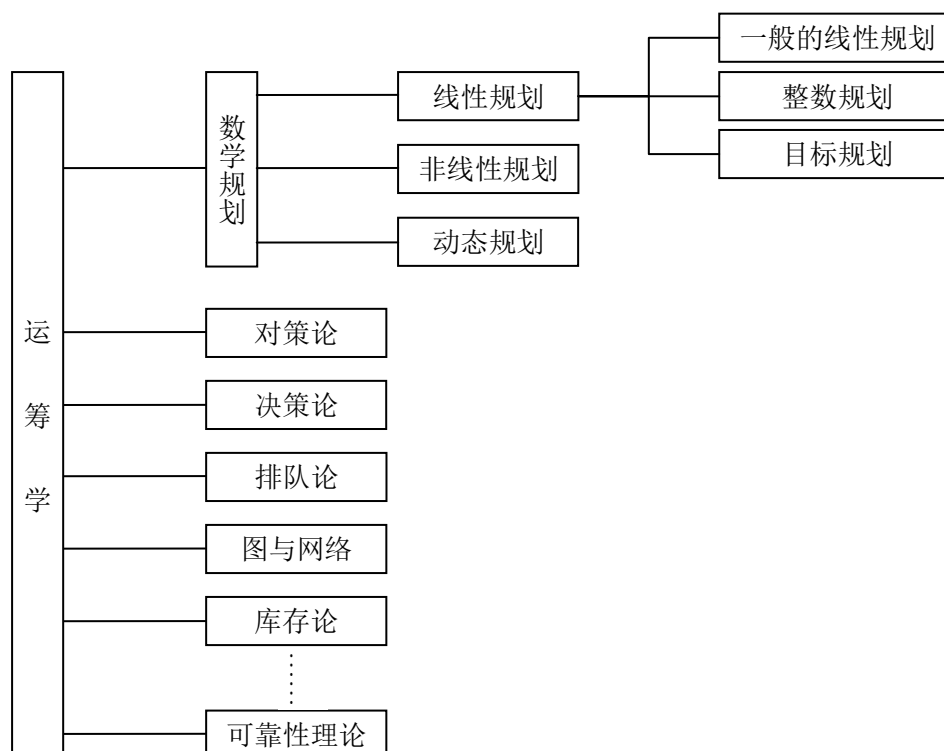 运筹学
数学规划
线性规划
一般的线性规划
整数规划
目标规划
非线性规划
动态规划
对策论
决策论
排队论
图与网络
库存论
可靠性理论